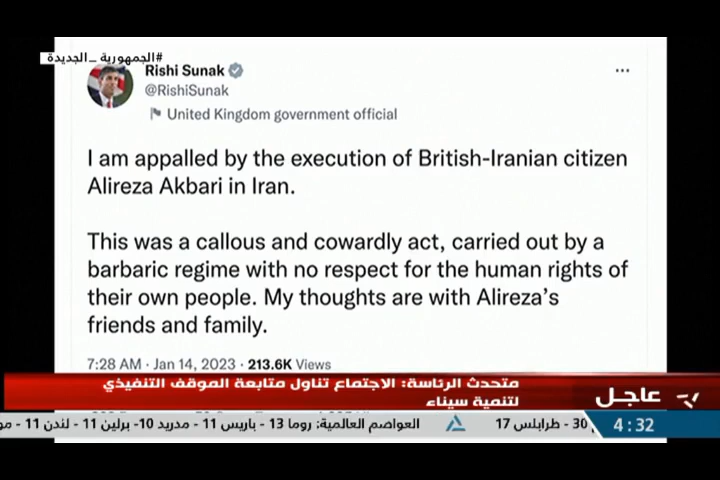 #الجمهورية_الجديدة
Rishi Sunak
@RishiSunak
United Kingdom government official
I am appalled by the execution of British-Iranian citizen
Alireza Akbari in Iran.
This was a callous and cowardly act, carried out by a
barbaric regime with no respect for the human rights of
their own people. My thoughts are with Alireza’s
friends and family.
7:28 AM · Jan 14, 2023 · 213.6K Views
عاجل
متحدث الرئاسة: الاجتماع تناول متابعة الموقف التنفيذي
لتنمية سيناء
4:32
30 - طرابلس 17
العواصم العالمية: روما 13 - باريس 11 - مدريد 10- برلين 11 - لندن 11 -